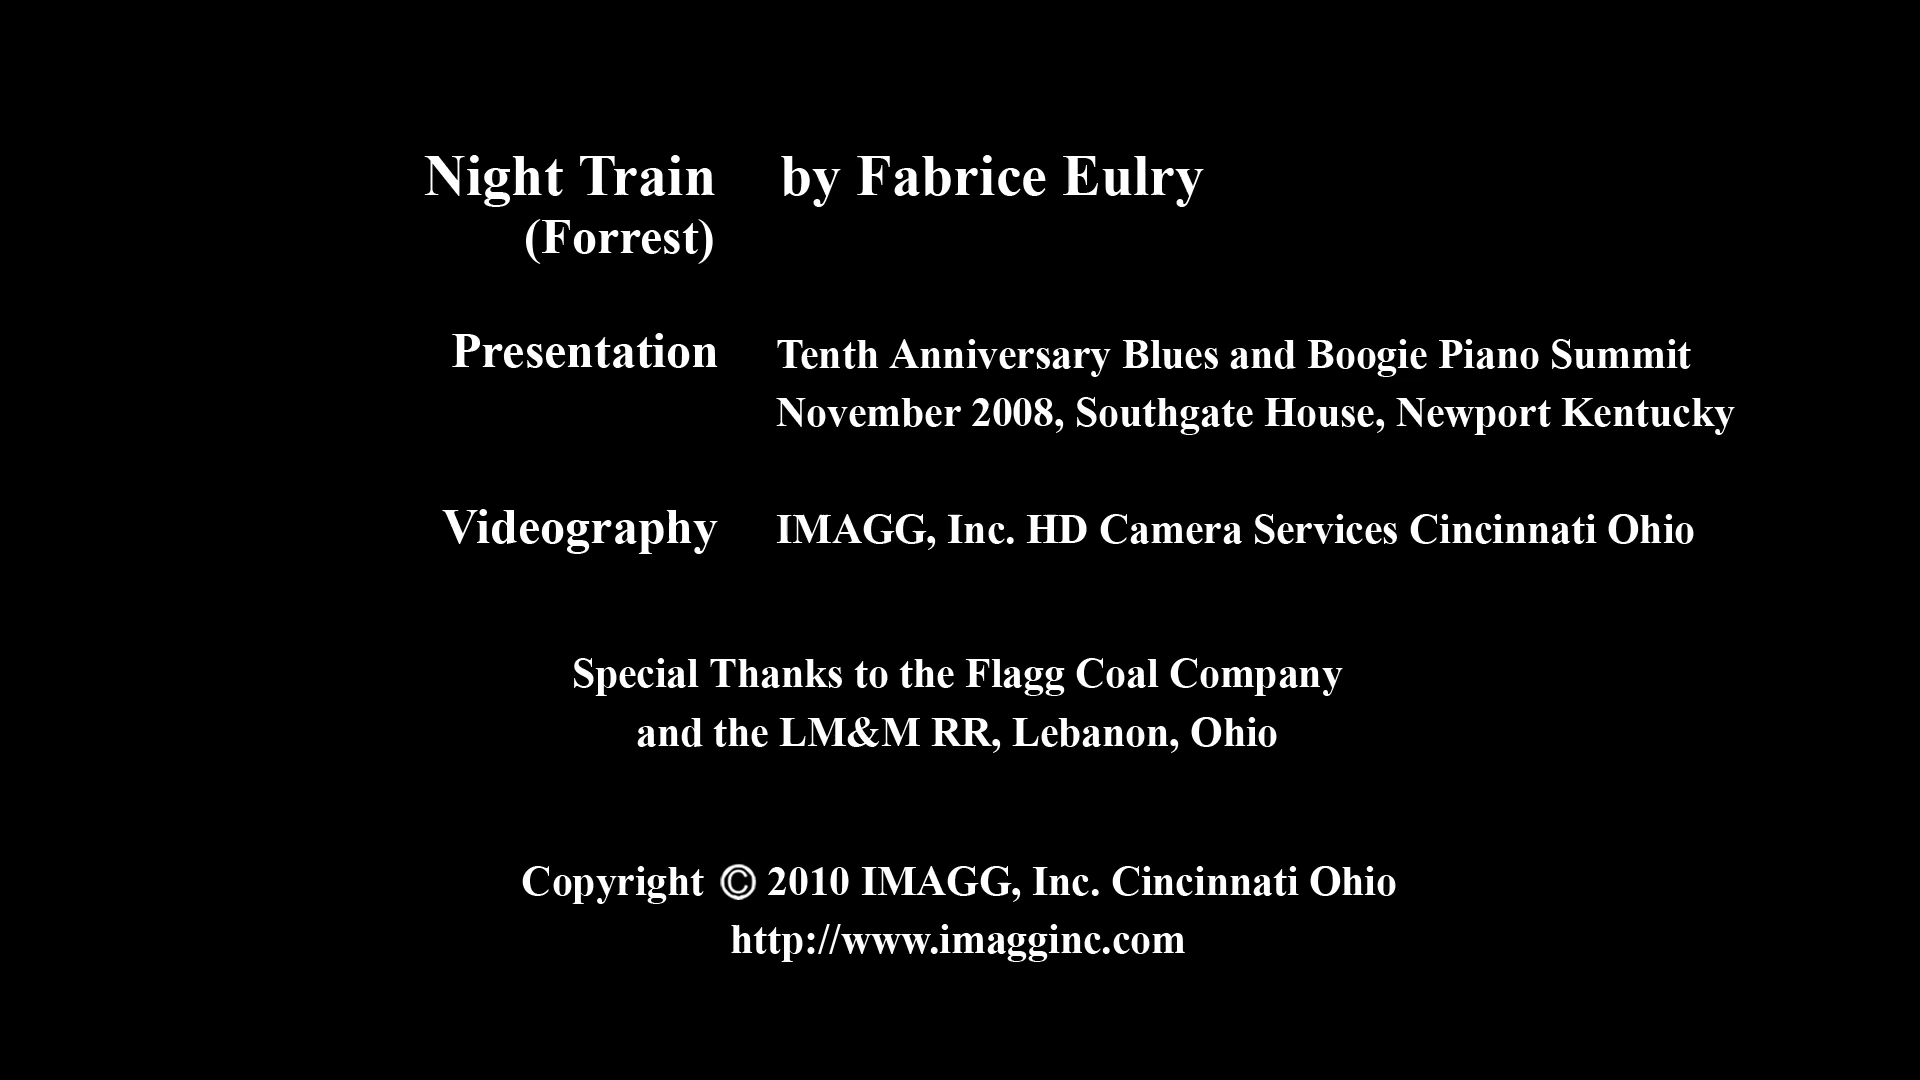 Night Train by Fabrice Eulry
(Forrest)
Presentation Tenth Anniversary Blues and Boogie Piano Summit
November 2008, Southgate House, Newport Kentucky
Videography IMAGG, Inc. HD Camera Services Cincinnati Ohio
Special Thanks to the Flagg Coal Company
and the LM&M RR, Lebanon, Ohio
Copyright © 2010 IMAGG, Inc. Cincinnati Ohio
http://www.imagginc.com